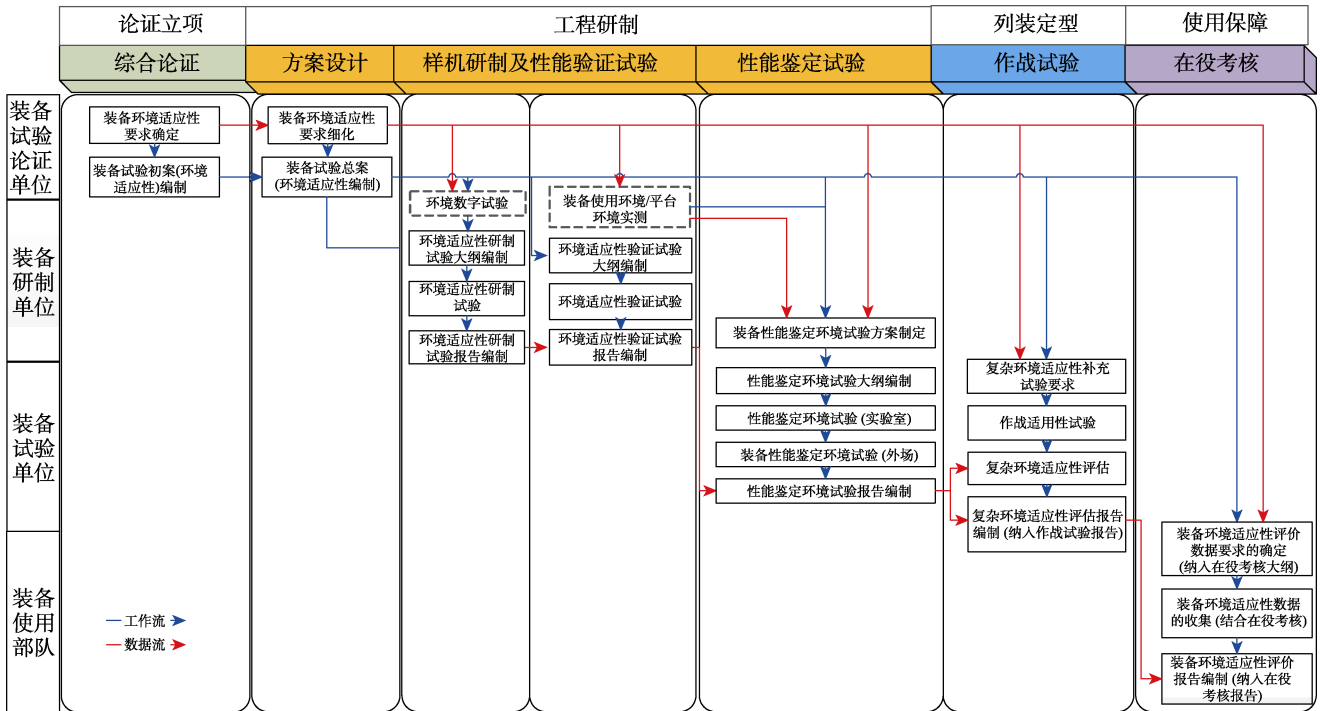 论证立项
工程研制
列装定型
使用保障
综合论证
方案设计
样机研制及性能验证试验
性能鉴定试验
作战试验
在役考核
装备
试验
论证
单位
装备
研制
单位
装备
试验
单位
装备
使用
部队
装备环境适应性
要求确定
装备试验初案(环境
适应性)编制
工作流
数据流
装备环境适应性
要求细化
装备试验总案
(环境适应性编制)
环境数字试验
环境适应性研制
试验大纲编制
环境适应性研制
试验
环境适应性研制
试验报告编制
装备使用环境/平台
环境实测
环境适应性验证试验
大纲编制
环境适应性验证试验
环境适应性验证试验
报告编制
装备性能鉴定环境试验方案制定
性能鉴定环境试验大纲编制
性能鉴定环境试验 (实验室)
装备性能鉴定环境试验 (外场)
性能鉴定环境试验报告编制
复杂环境适应性补充
试验要求
作战适用性试验
复杂环境适应性评估
复杂环境适应性评估报告
编制 (纳入作战试验报告)
装备环境适应性评价
数据要求的确定
(纳入在役考核大纲)
装备环境适应性数据
的收集 (结合在役考核)
装备环境适应性评价
报告编制 (纳入在役
考核报告)